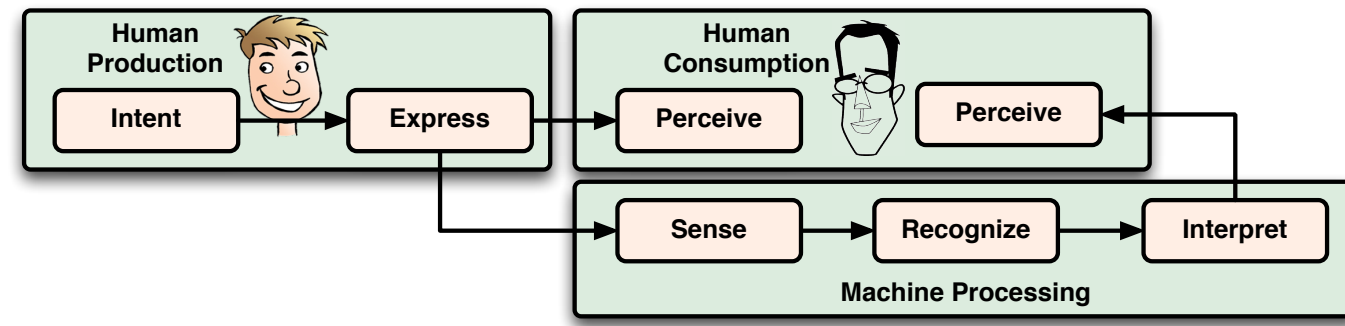 Human
Production
Intent
Express
Human
Consumption
Perceive
Perceive
Sense
Recognize
Interpret
Machine Processing